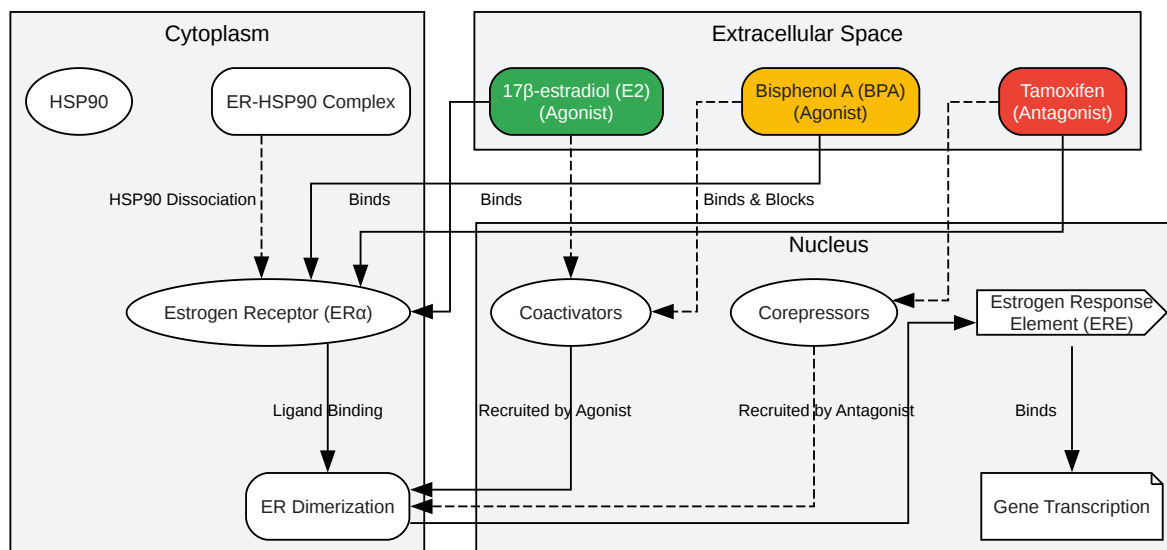 Cytoplasm
Extracellular Space
HSP90
ER-HSP90 Complex
17β-estradiol (E2)
(Agonist)
Bisphenol A (BPA)
(Agonist)
Tamoxifen
(Antagonist)
HSP90 Dissociation
Binds
Binds
Binds & Blocks
Nucleus
Estrogen Receptor (ERα)
Coactivators
Corepressors
Estrogen Response
Element (ERE)
Ligand Binding
Recruited by Agonist
Recruited by Antagonist
Binds
ER Dimerization
Gene Transcription